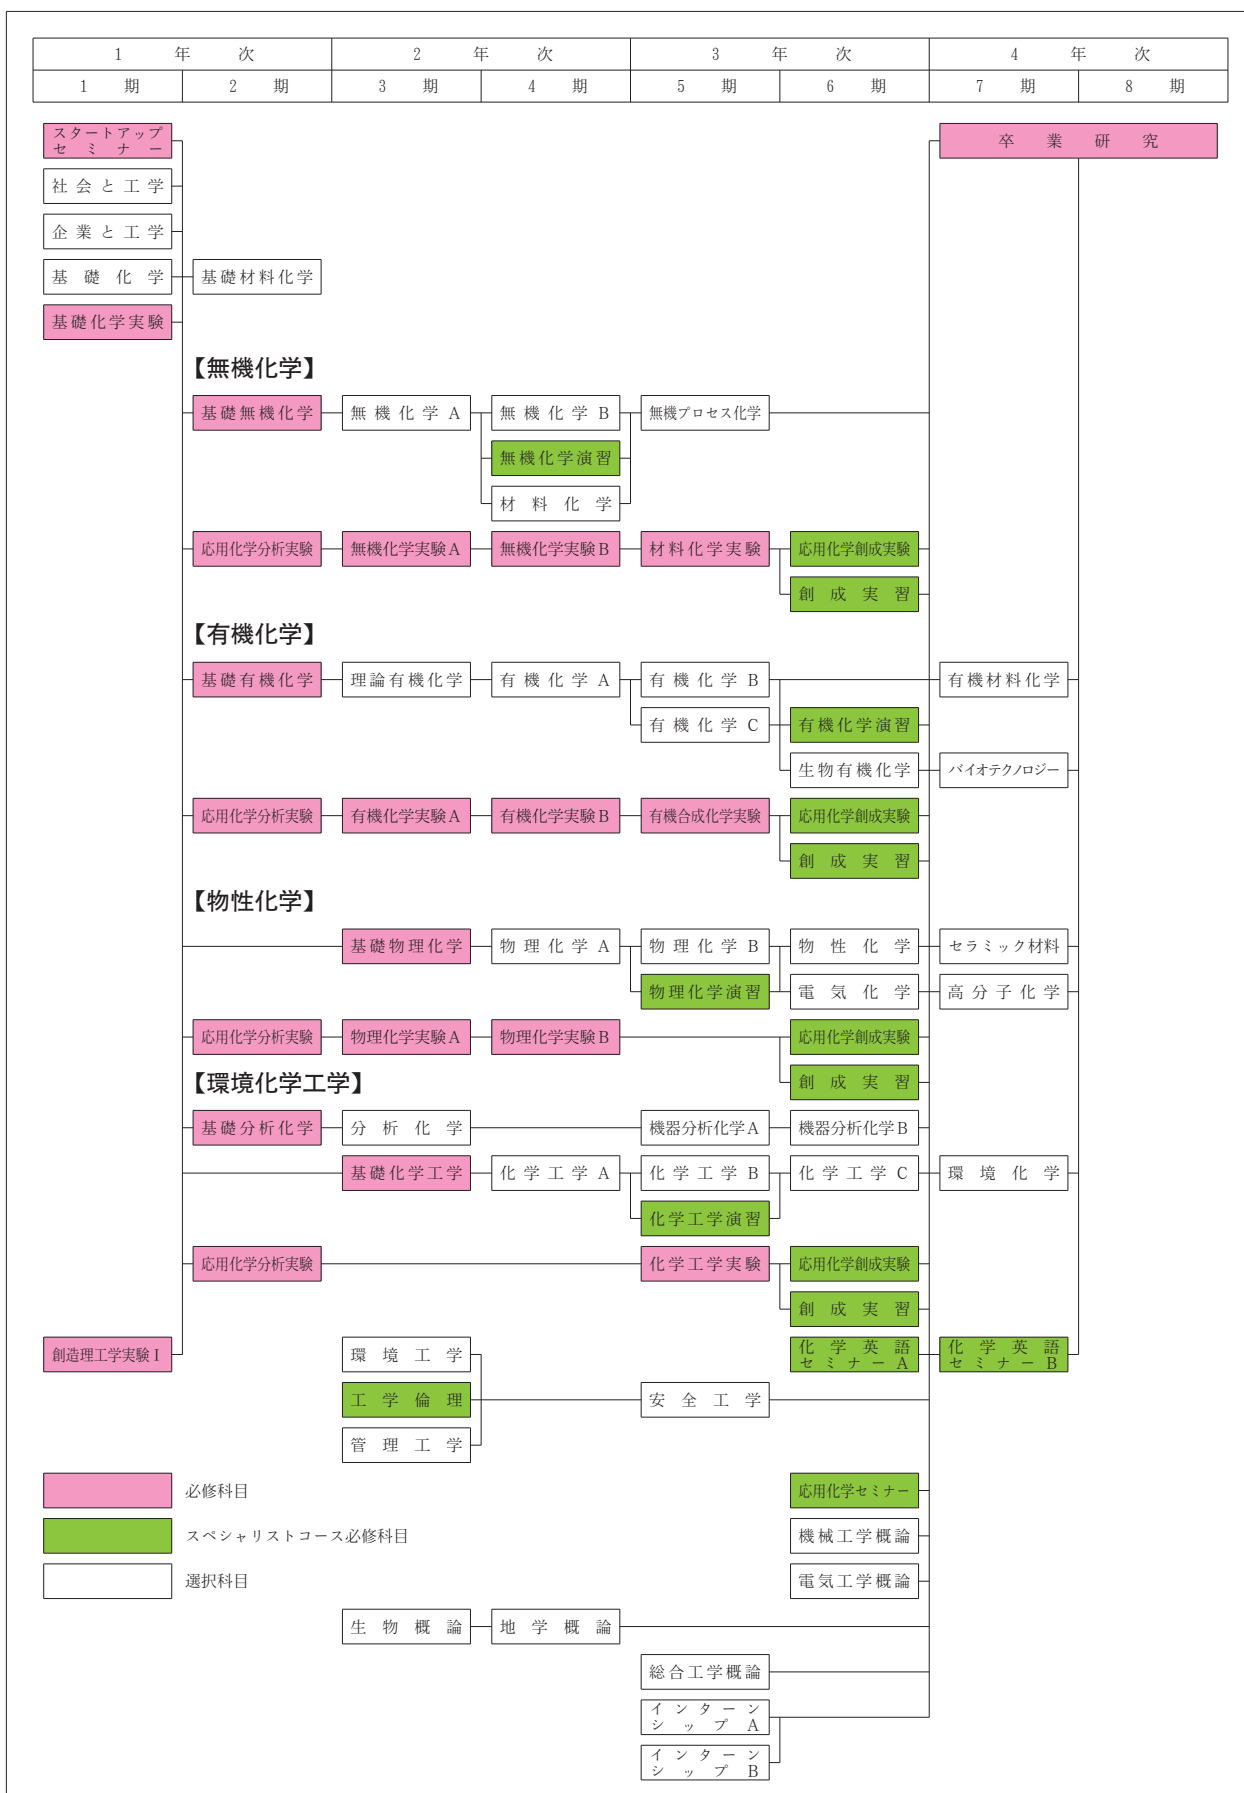 1 年次 2 年次 3 年次 4 年次
1 期 2 期 3 期 4 期 5 期 6 期 7 期 8 期
スタートアップ
セミナー
卒業研究
社会と工学
企業と工学
基礎化学 基礎材料化学
基礎化学実験
【無機化学】
基礎無機化学 無機化学A 無機化学B 無機プロセス化学
無機化学演習
材料化学
応用化学分析実験 無機化学実験A 無機化学実験B 材料化学実験 応用化学創成実験
創成実習
【有機化学】
基礎有機化学 理論有機化学 有機化学A 有機化学B 有機材料化学
有機化学C 有機化学演習
生物有機化学 バイオテクノロジー
応用化学分析実験 有機化学実験A 有機化学実験B 有機合成化学実験 応用化学創成実験
創成実習
【物性化学】
基礎物理化学 物理化学A 物理化学B 物性化学 セラミック材料
物理化学演習 電気化学 高分子化学
応用化学分析実験 物理化学実験A 物理化学実験B 応用化学創成実験
創成実習
【環境化学工学】
基礎分析化学 分析化学 機器分析化学A 機器分析化学B
基礎化学工学 化学工学A 化学工学B 化学工学C 環境化学
化学工学演習
応用化学分析実験 化学工学実験 応用化学創成実験
創成実習
創造理工学実験Ⅰ 環境工学
化学英語
セミナーA
化学英語
セミナーB
工学倫理 安全工学
管理工学
必修科目 応用化学セミナー
スペシャリストコース必修科目 機械工学概論
選択科目 電気工学概論
生物概論 地学概論
総合工学概論
インターン
シップA
インターン
シップB